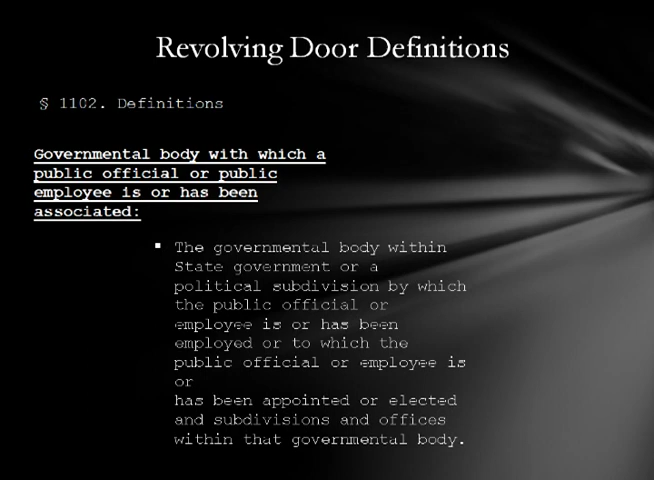 Revolving Door Definitions
§ 1102. Definitions
Governmental body with which a
public official or public
employee is or has been
associated:
▪ The governmental body within
State government or a
political subdivision by which
the public official or
employee is or has been
employed or to which the
public official or employee is
or
has been appointed or elected
and subdivisions and offices
within that governmental body.